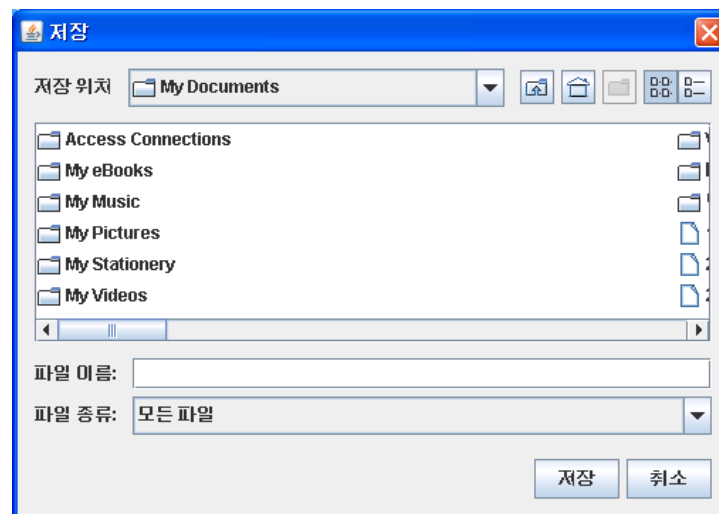 저장
저장 위치 My Documents
Access Connections
My eBooks
My Music
My Pictures
My Stationery
My Videos
파일 이름:
파일 종류: 모든 파일
저장 취소